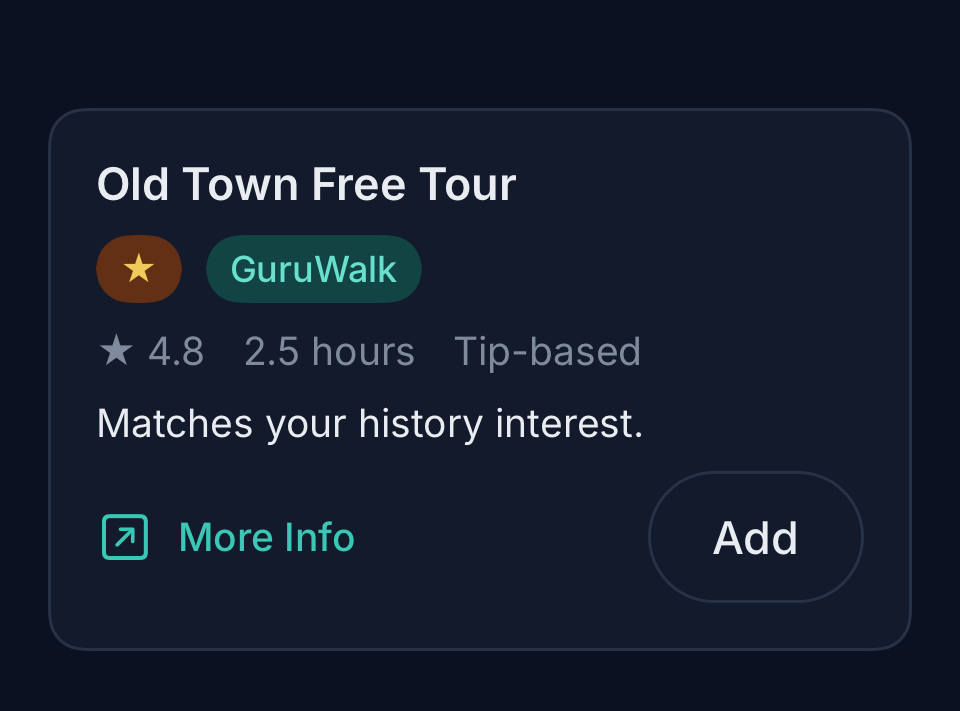 Old Town Free Tour
★ GuruWalk
★ 4.8 2.5 hours Tip-based
Matches your history interest.
More Info Add